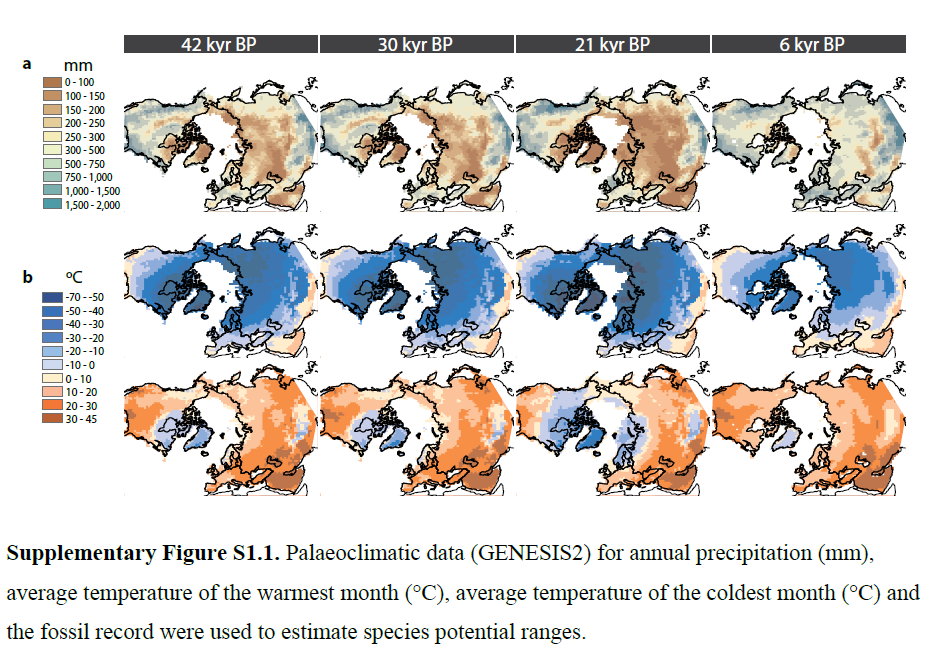 42 kyr BP 30 kyr BP 21 kyr BP 6 kyr BP
a mm
0 - 100
100 - 150
150 - 200
200 - 250
250 - 300
300 - 500
500 - 750
750 - 1,000
1,000 - 1,500
1,500 - 2,000
b ºC
-70 - -50
-50 - -40
-40 - -30
-30 - -20
-20 - -10
-10 - 0
0 - 10
10 - 20
20 - 30
30 - 45
Supplementary Figure S1.1. Palaeoclimatic data (GENESIS2) for annual precipitation (mm),
average temperature of the warmest month (°C), average temperature of the coldest month (°C) and
the fossil record were used to estimate species potential ranges.